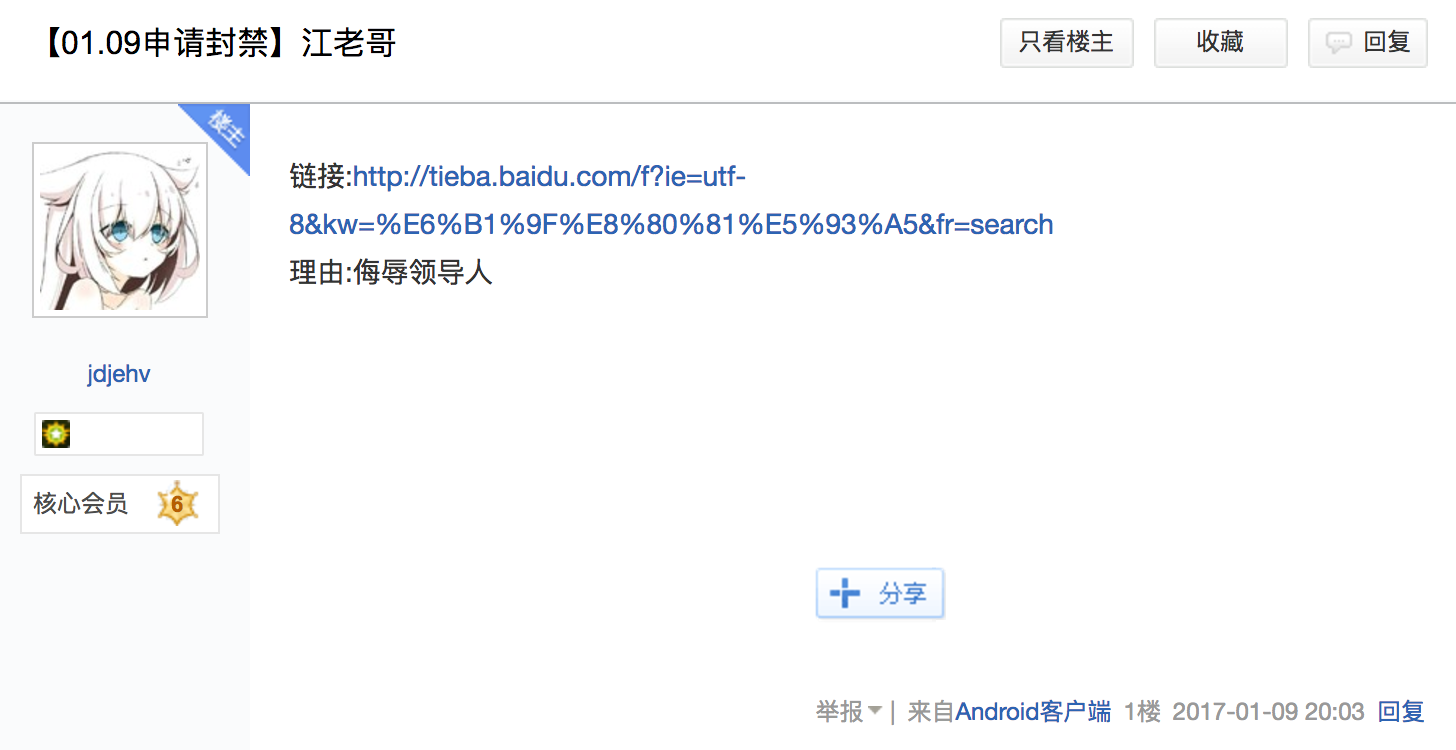 【01.09申请封禁】江老哥
只看楼主
收藏
回复
楼主
链接:http://tieba.baidu.com/f?ie=utf-
8&kw=%E6%B1%9F%E8%80%81%E5%93%A5&fr=search
理由:侮辱领导人
jdjehv
核心会员 6
分享
举报 | 来自Android客户端 1楼 2017-01-09 20:03 回复